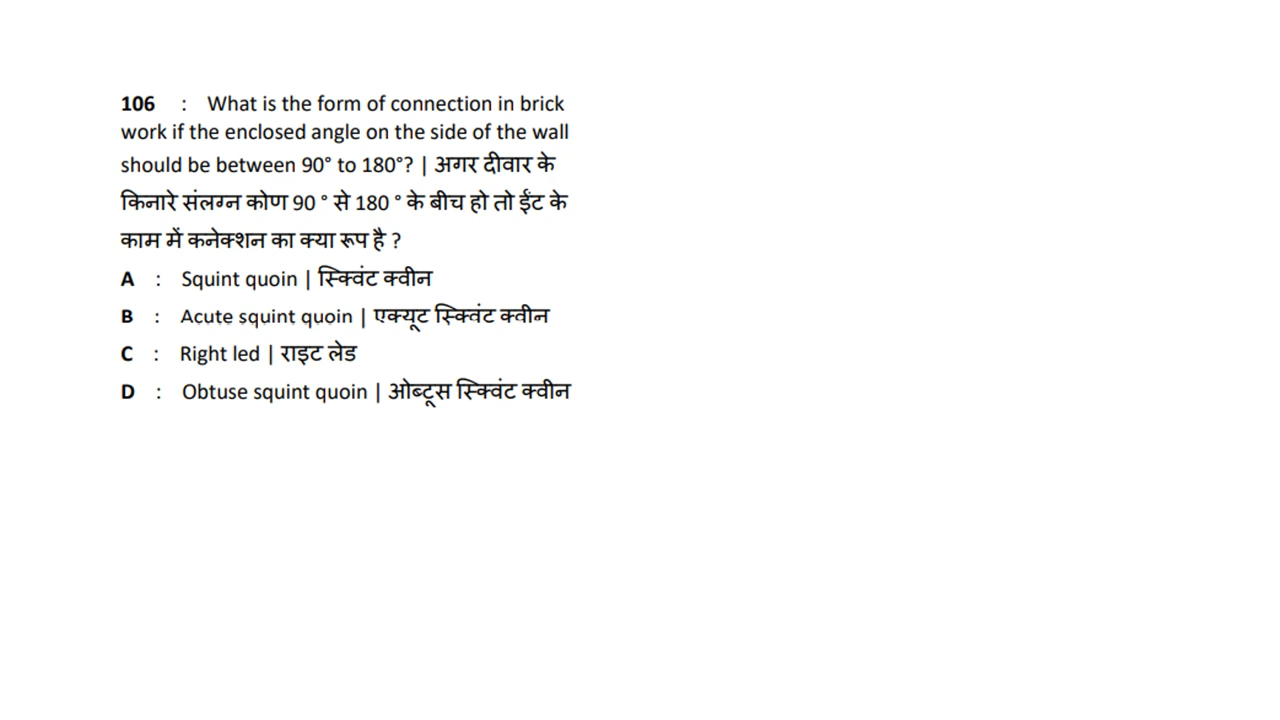 106 : What is the form of connection in brick
work if the enclosed angle on the side of the wall
should be between 90° to 180°? | अगर दीवार के
किनारे संलग्न कोण 90 ° से 180 ° के बीच हो तो ईंट के
काम में कनेक्शन का क्या रूप है ?
A : Squint quoin | स्क्विंट क्वीन
B : Acute squint quoin | एक्यूट स्क्विंट क्वीन
C : Right led | राइट लेड
D : Obtuse squint quoin | ओब्टूस स्क्विंट क्वीन